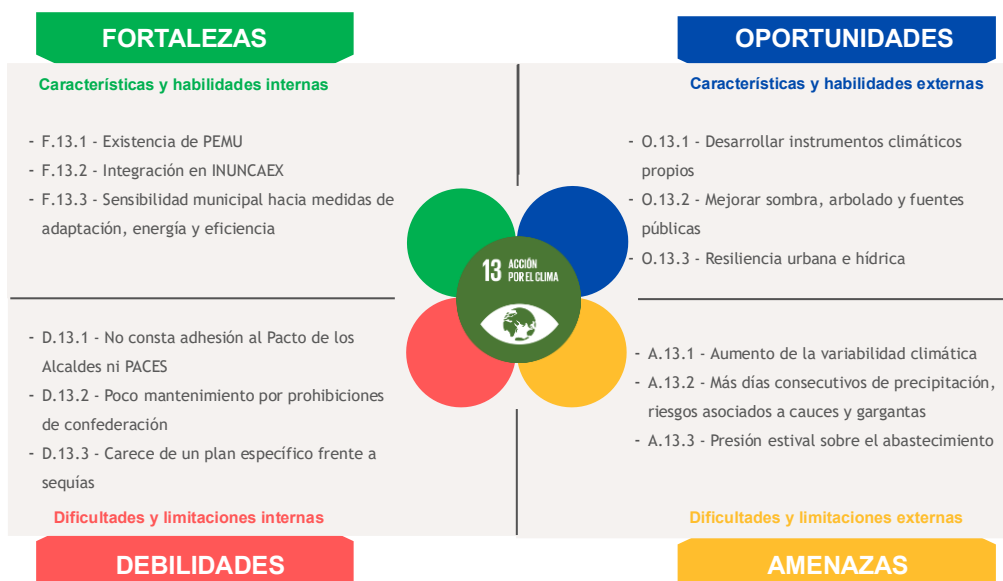 FORTALEZAS
Características y habilidades internas
- F.13.1 - Existencia de PEMU
- F.13.2 - Integración en INUNCAEX
- F.13.3 - Sensibilidad municipal hacia medidas de
adaptación, energía y eficiencia
OPORTUNIDADES
Características y habilidades externas
- O.13.1 - Desarrollar instrumentos climáticos
propios
- O.13.2 - Mejorar sombra, arbolado y fuentes
públicas
- O.13.3 - Resiliencia urbana e hídrica
13 ACCIÓN
POR EL CLIMA
- D.13.1 - No consta adhesión al Pacto de los
Alcaldes ni PACES
- D.13.2 - Poco mantenimiento por prohibiciones
de confederación
- D.13.3 - Carece de un plan específico frente a
sequías
Dificultades y limitaciones internas
DEBILIDADES
- A.13.1 - Aumento de la variabilidad climática
- A.13.2 - Más días consecutivos de precipitación,
riesgos asociados a cauces y gargantas
- A.13.3 - Presión estival sobre el abastecimiento
Dificultades y limitaciones externas
AMENAZAS